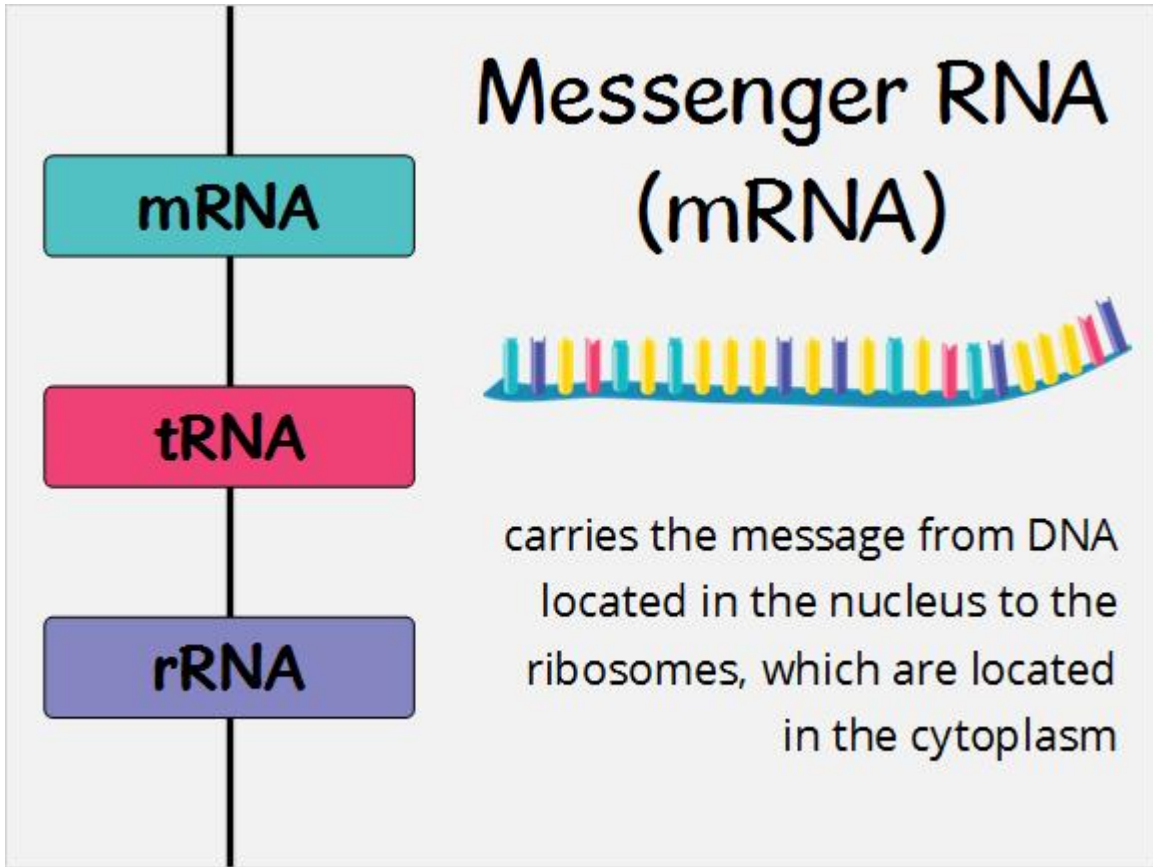 mRNA
tRNA
rRNA
Messenger RNA
(mRNA)
carries the message from DNA
located in the nucleus to the
ribosomes, which are located
in the cytoplasm